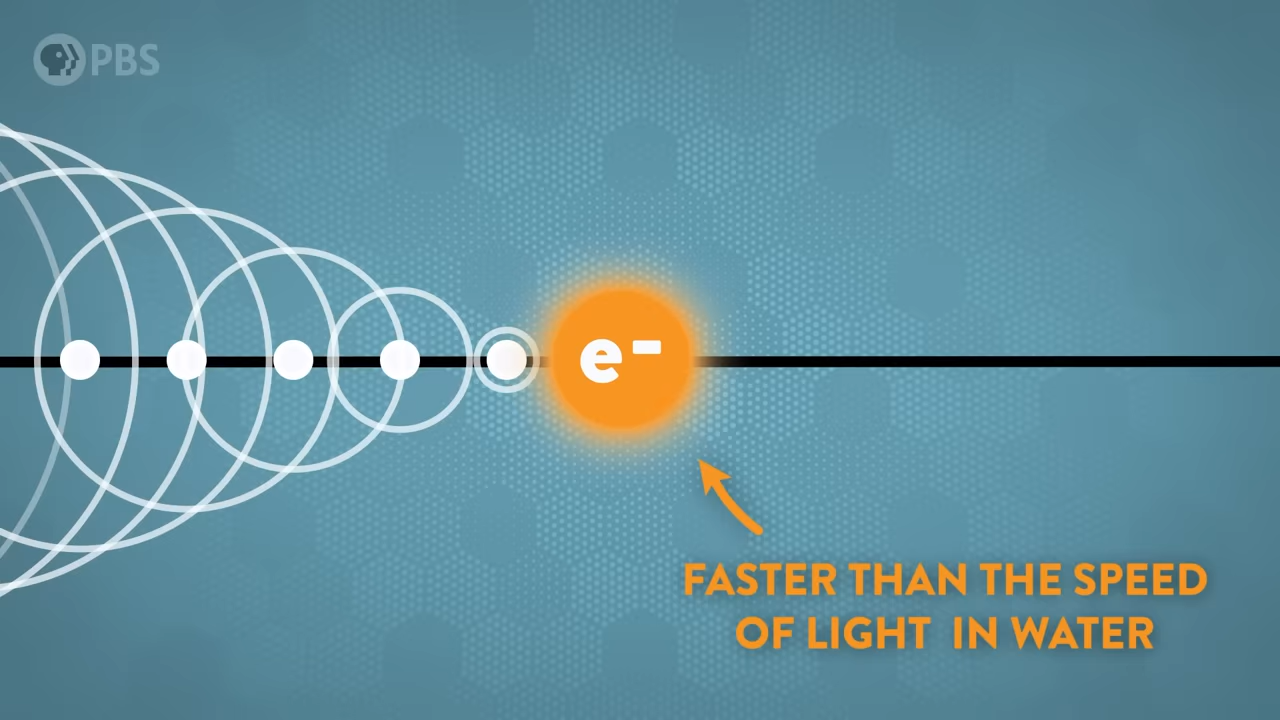 PBS
e⁻
FASTER THAN THE SPEED
OF LIGHT IN WATER